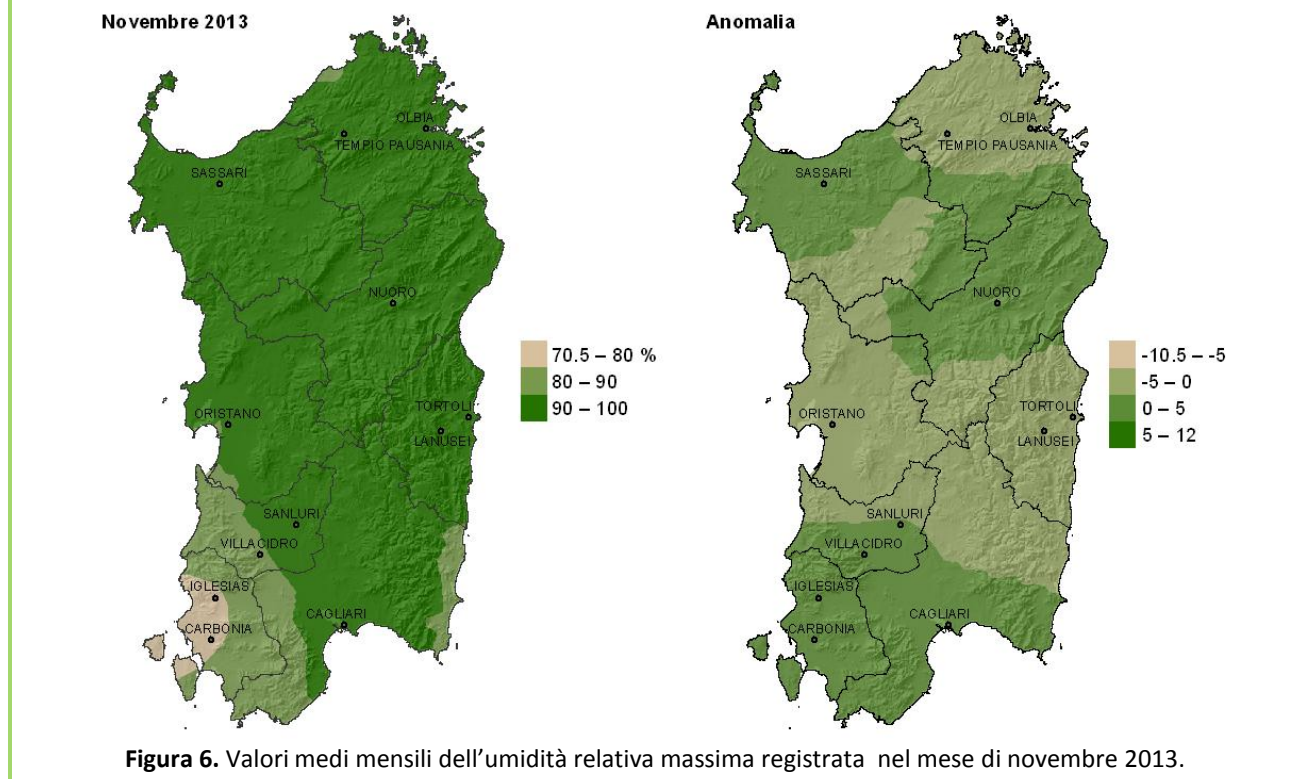 Novembre 2013
OLBIA
TEMPIO PAUSANIA
SASSARI
NUORO
ORISTANO
TORTOLI
LANUSEI
SANLURI
VILLACIDRO
IGLESIAS
CARBONIA
CAGLIARI
70.5 – 80 %
80 – 90
90 – 100
Anomalia
OLBIA
TEMPIO PAUSANIA
SASSARI
NUORO
ORISTANO
TORTOLI
LANUSEI
SANLURI
VILLACIDRO
IGLESIAS
CARBONIA
CAGLIARI
-10.5 – -5
-5 – 0
0 – 5
5 – 12
Figura 6. Valori medi mensili dell’umidità relativa massima registrata nel mese di novembre 2013.